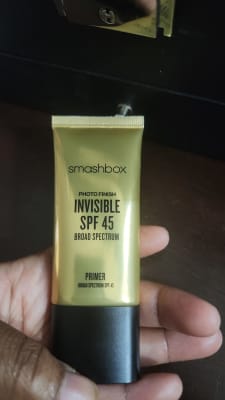 smashbox
PHOTO FINISH
INVISIBLE
SPF 45
BROAD SPECTRUM
PRIMER
BROAD SPECTRUM SPF 45